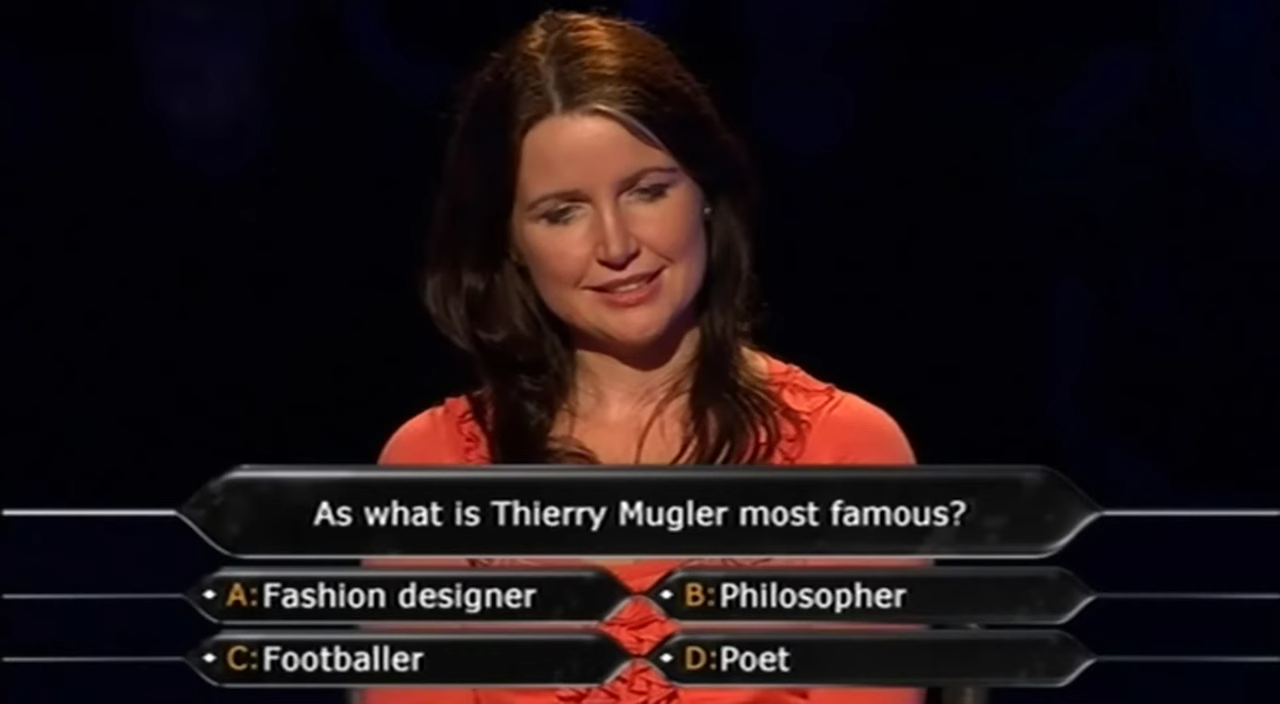 As what is Thierry Mugler most famous?
A: Fashion designer
B: Philosopher
C: Footballer
D: Poet